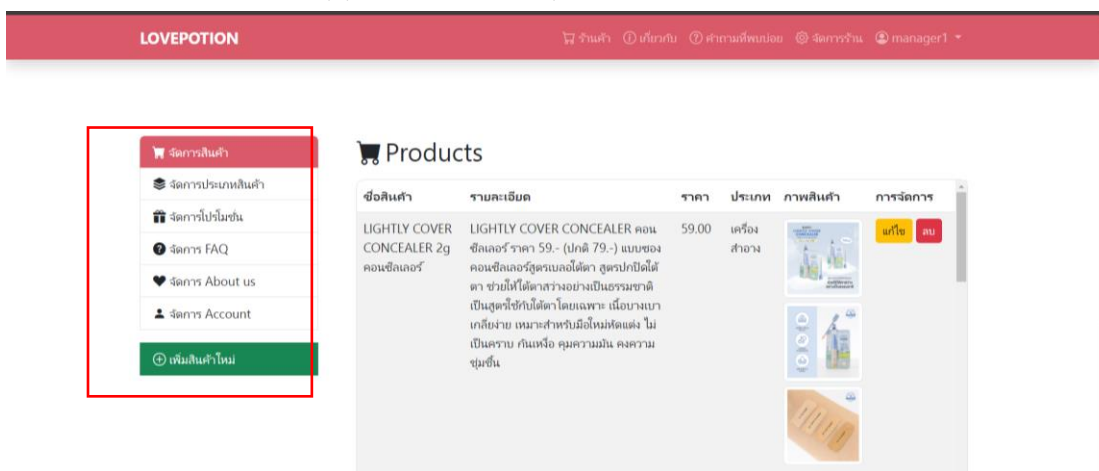 LOVEPOTION
ร้านค้า เกี่ยวกับ คำถามที่พบบ่อย จัดการร้าน manager1
จัดการสินค้า
จัดการประเภทสินค้า
จัดการโปรโมชั่น
จัดการ FAQ
จัดการ About us
จัดการ Account
เพิ่มสินค้าใหม่
Products
ชื่อสินค้า รายละเอียด ราคา ประเภท ภาพสินค้า การจัดการ
LIGHTLY COVER
CONCEALER 2g
คอนซีลเลอร์
LIGHTLY COVER CONCEALER คอน
ซีลเลอร์ ราคา 59.- (ปกติ 79.-) แบบซอง
คอนซีลเลอร์สูตรเบลอใต้ตา สูตรปกปิดใต้
ตา ช่วยให้ใต้ตาสว่างอย่างเป็นธรรมชาติ
เป็นสูตรใช้กับใต้ตาโดยเฉพาะ เนื้อบางเบา
เกลี่ยง่าย เหมาะสำหรับมือใหม่หัดแต่ง ไม่
เป็นคราบ กันเหงื่อ คุมความมัน คงความ
ชุ่มชื้น
59.00
เครื่อง
สำอาง
แก้ไข ลบ